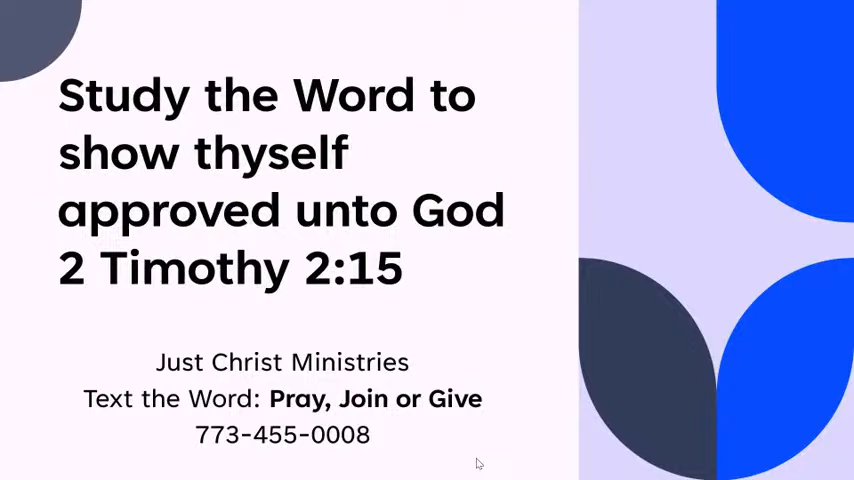 Study the Word to
show thyself
approved unto God
2 Timothy 2:15
Just Christ Ministries
Text the Word: Pray, Join or Give
773-455-0008